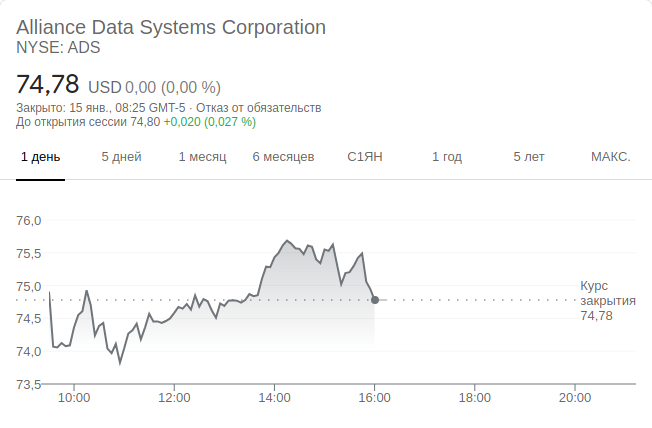 Alliance Data Systems Corporation
NYSE: ADS
74,78 USD 0,00 (0,00 %)
Закрыто: 15 янв., 08:25 GMT-5 · Отказ от обязательств
До открытия сессии 74,80 +0,020 (0,027 %)
1 день 5 дней 1 месяц 6 месяцев С1ЯН 1 год 5 лет МАКС.
76,0
75,5
75,0
74,5
74,0
73,5
Курс
закрытия
74,78
10:00 12:00 14:00 16:00 18:00 20:00